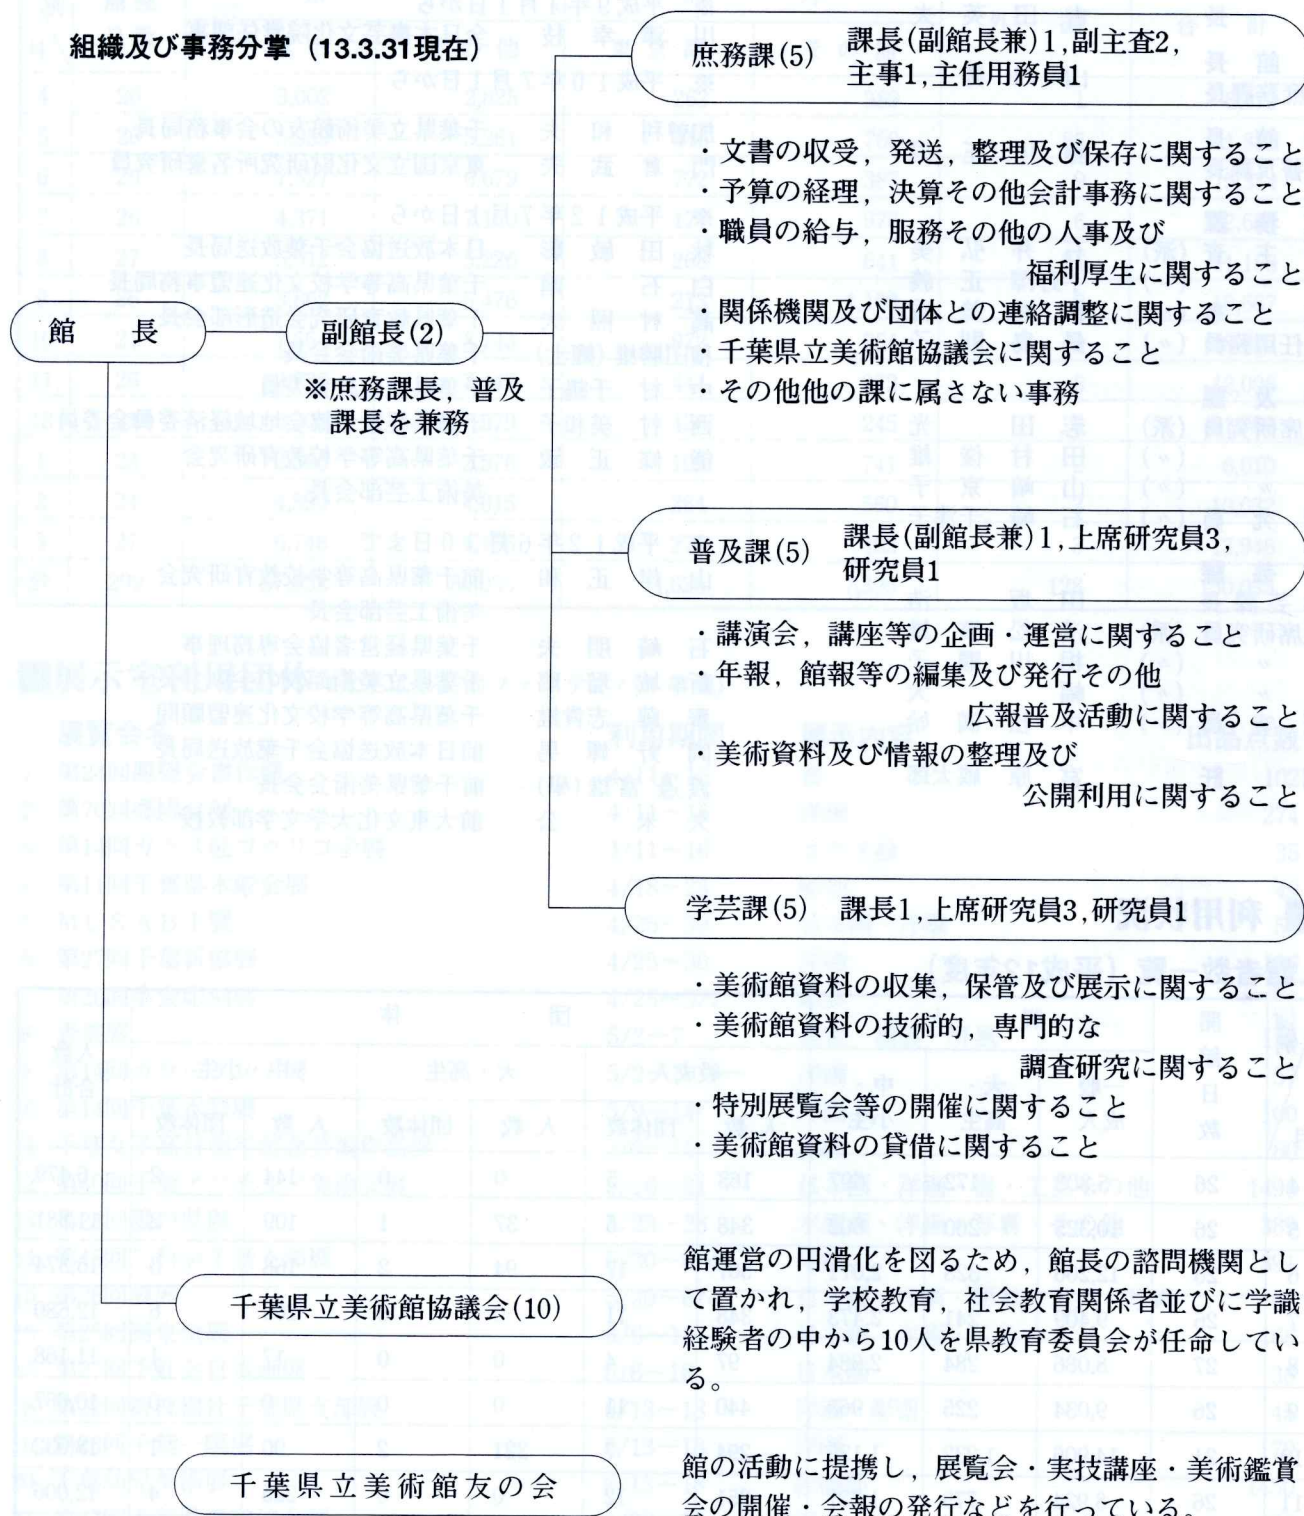 組織及び事務分掌（13.3.31現在）
庶務課(5)　課長(副館長兼)1,副主査2,
主事1,主任用務員1
・文書の収受，発送，整理及び保存に関すること
・予算の経理，決算その他会計事務に関すること
・職員の給与，服務その他の人事及び
福利厚生に関すること
・関係機関及び団体との連絡調整に関すること
・千葉県立美術館協議会に関すること
・その他他の課に属さない事務
館　長
副館長(2)
※庶務課長・普及
課長を兼務
普及課(5)　課長(副館長兼)1,上席研究員3,
研究員1
・講演会，講座等の企画・運営に関すること
・年報，館報等の編集及び発行その他
広報普及活動に関すること
・美術資料及び情報の整理及び
公開利用に関すること
学芸課(5)　課長1,上席研究員3,研究員1
・美術館資料の収集，保管及び展示に関すること
・美術館資料の技術的，専門的な
調査研究に関すること
・特別展覧会等の開催に関すること
・美術館資料の貸借に関すること
千葉県立美術館協議会(10)
館運営の円滑化を図るため，館長の諮問機関とし
て置かれ，学校教育，社会教育関係者並びに学識
経験者の中から10人を県教育委員会が任命してい
る。
千葉県立美術館友の会
館の活動に提携し，展覧会・実技講座・美術鑑賞
会の開催・会報の発行などを行っている。